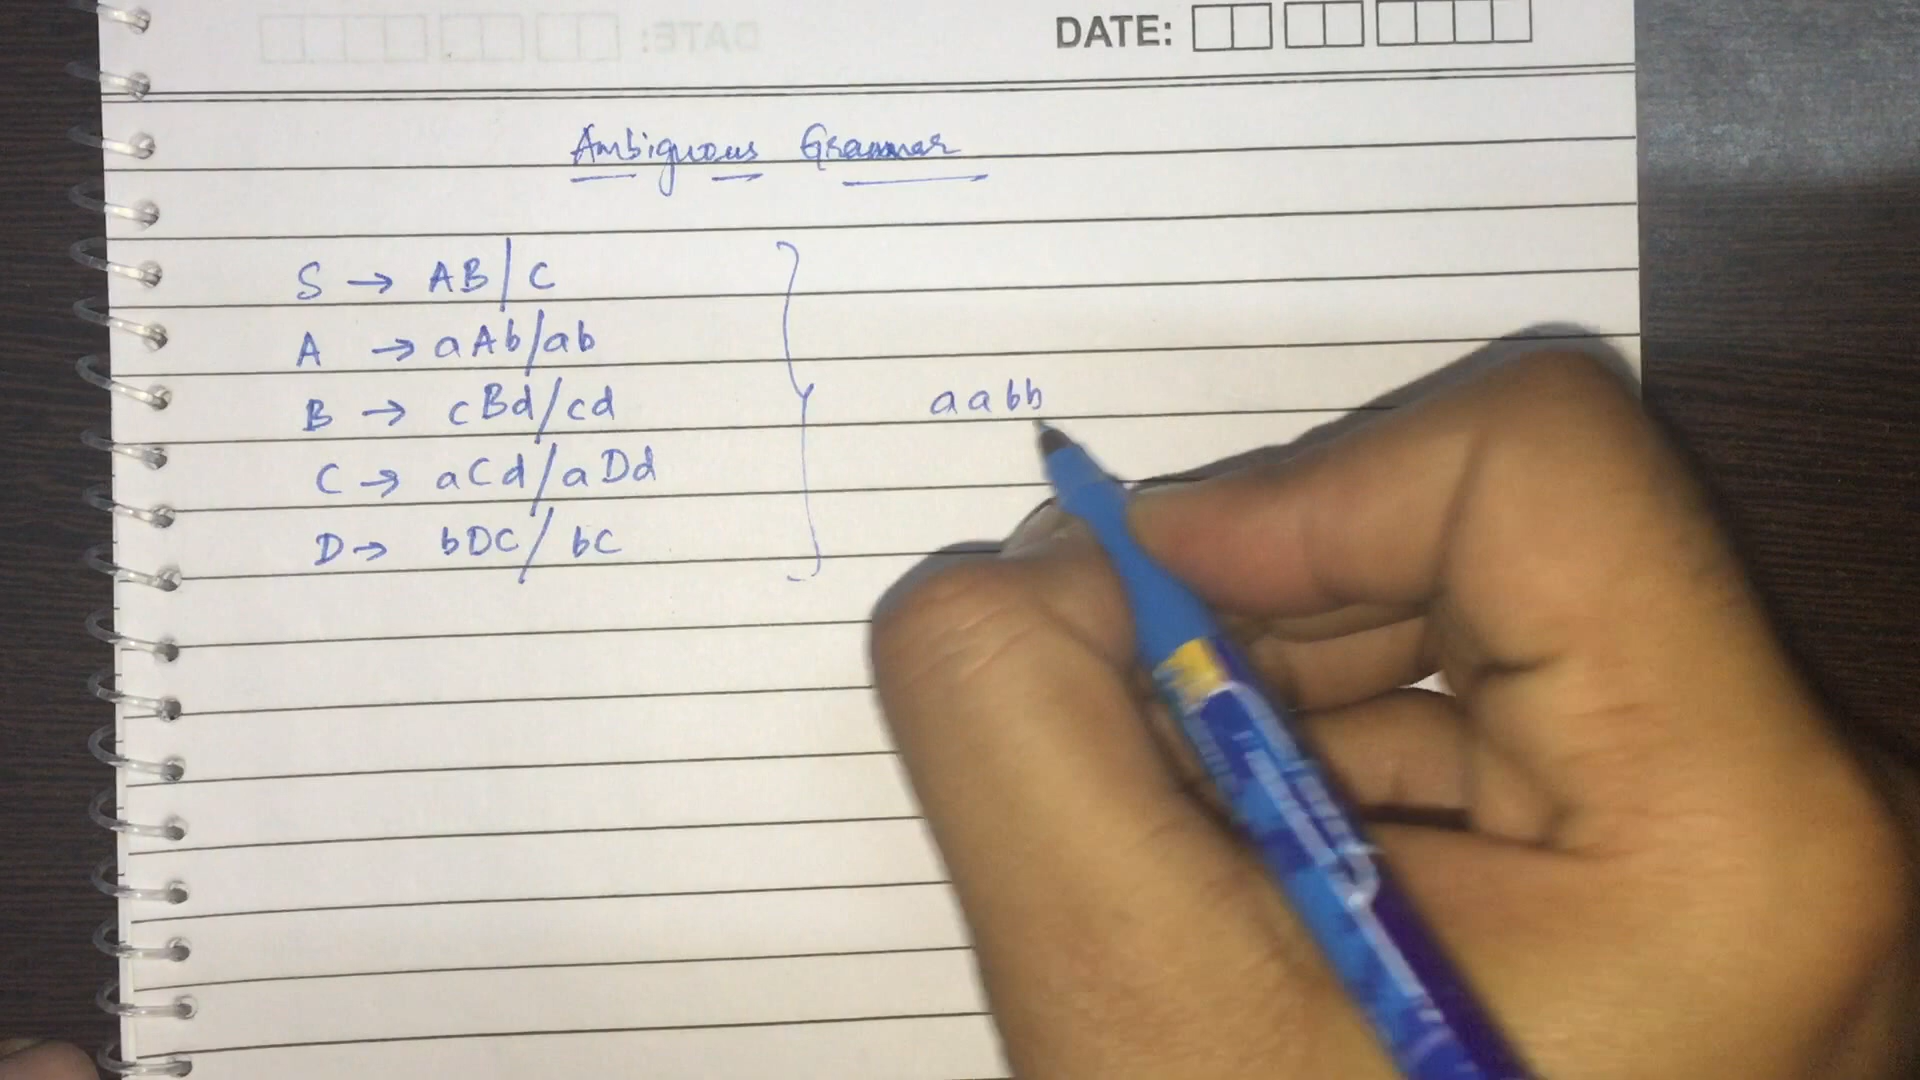 DATE:
Ambiguous Grammar
S → AB/C
A → aAb/ab
B → cBd/cd
aabb
C → aCd/aDd
D → bDC/bC